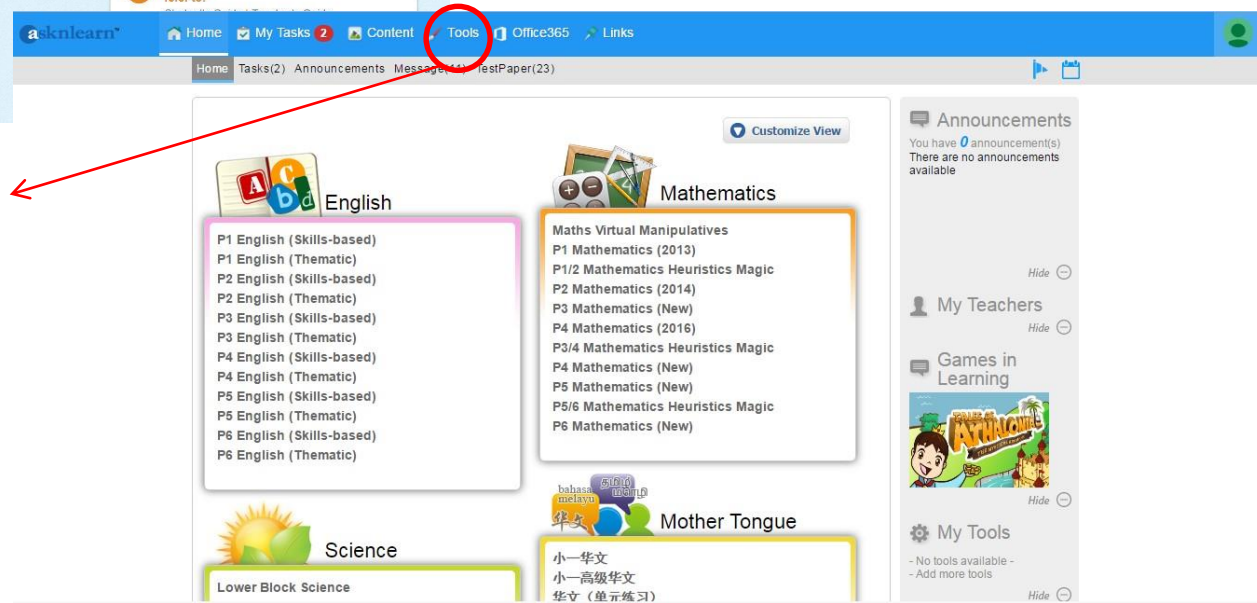 asknlearn
Home My Tasks 2 Content Tools Office365 Links
Home Tasks(2) Announcements Message(11) TestPaper(23)
Customize View
English
P1 English (Skills-based)
P1 English (Thematic)
P2 English (Skills-based)
P2 English (Thematic)
P3 English (Skills-based)
P3 English (Thematic)
P4 English (Skills-based)
P4 English (Thematic)
P5 English (Skills-based)
P5 English (Thematic)
P6 English (Skills-based)
P6 English (Thematic)
Mathematics
Maths Virtual Manipulatives
P1 Mathematics (2013)
P1/2 Mathematics Heuristics Magic
P2 Mathematics (2014)
P3 Mathematics (New)
P4 Mathematics (2016)
P3/4 Mathematics Heuristics Magic
P4 Mathematics (New)
P5 Mathematics (New)
P5/6 Mathematics Heuristics Magic
P6 Mathematics (New)
Science
Lower Block Science
bahasa
melayu
தமிழ்
华文
Mother Tongue
小一华文
小一高级华文
华文（单元练习）
Announcements
You have 0 announcement(s)
There are no announcements
available
Hide
My Teachers
Hide
Games in
Learning
TALES OF
ATHALONIE
Hide
My Tools
- No tools available -
- Add more tools
Hide